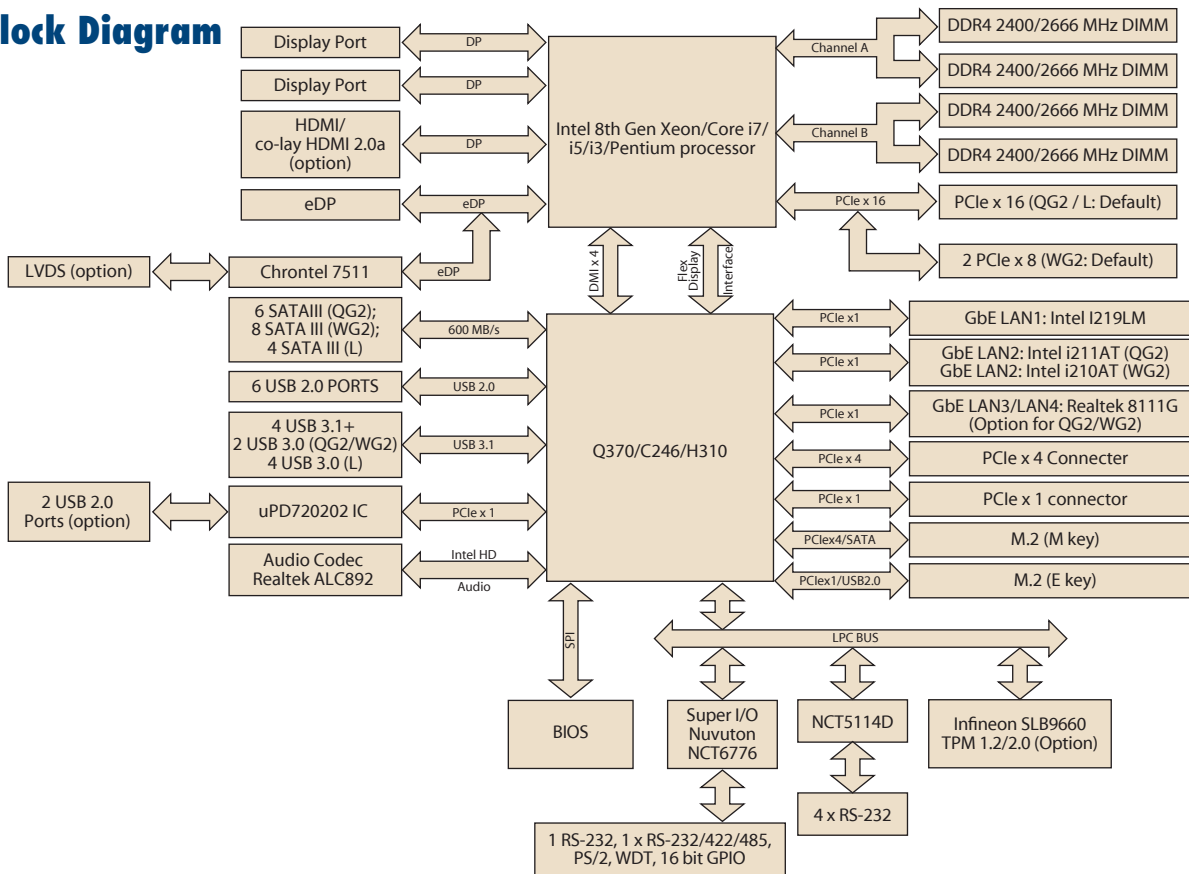 lock Diagram
Display Port
DP
Display Port
DP
HDMI/
co-lay HDMI 2.0a
(option)
DP
eDP
eDP
LVDS (option)
Chrontel 7511
eDP
Intel 8th Gen Xeon/Core i7/
i5/i3/Pentium processor
Channel A
DDR4 2400/2666 MHz DIMM
DDR4 2400/2666 MHz DIMM
Channel B
DDR4 2400/2666 MHz DIMM
DDR4 2400/2666 MHz DIMM
PCIe x 16
PCIe x 16 (QG2 / L: Default)
2 PCIe x 8 (WG2: Default)
DMI x 4
Flex
Display
Interface
6 SATAIII (QG2);
8 SATA III (WG2);
4 SATA III (L)
600 MB/s
6 USB 2.0 PORTS
USB 2.0
4 USB 3.1+
2 USB 3.0 (QG2/WG2)
4 USB 3.0 (L)
USB 3.1
2 USB 2.0
Ports (option)
uPD720202 IC
PCIe x 1
Audio Codec
Realtek ALC892
Intel HD
Audio
Q370/C246/H310
PCIe x1
GbE LAN1: Intel I219LM
PCIe x1
GbE LAN2: Intel i211AT (QG2)
GbE LAN2: Intel i210AT (WG2)
PCIe x1
GbE LAN3/LAN4: Realtek 8111G
(Option for QG2/WG2)
PCIe x 4
PCIe x 4 Connecter
PCIe x 1
PCIe x 1 connector
PCIex4/SATA
M.2 (M key)
PCIex1/USB2.0
M.2 (E key)
SPI
LPC BUS
BIOS
Super I/O
Nuvuton
NCT6776
NCT5114D
Infineon SLB9660
TPM 1.2/2.0 (Option)
4 x RS-232
1 RS-232, 1 x RS-232/422/485,
PS/2, WDT, 16 bit GPIO